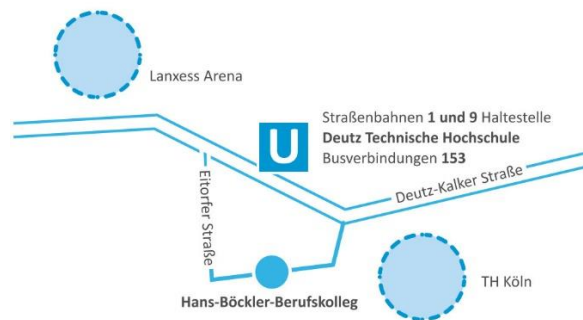 Lanxess Arena
U
Straßenbahnen 1 und 9 Haltestelle
Deutz Technische Hochschule
Busverbindungen 153
Deutz-Kalker Straße
Eitorfer Straße
Hans-Böckler-Berufskolleg
TH Köln